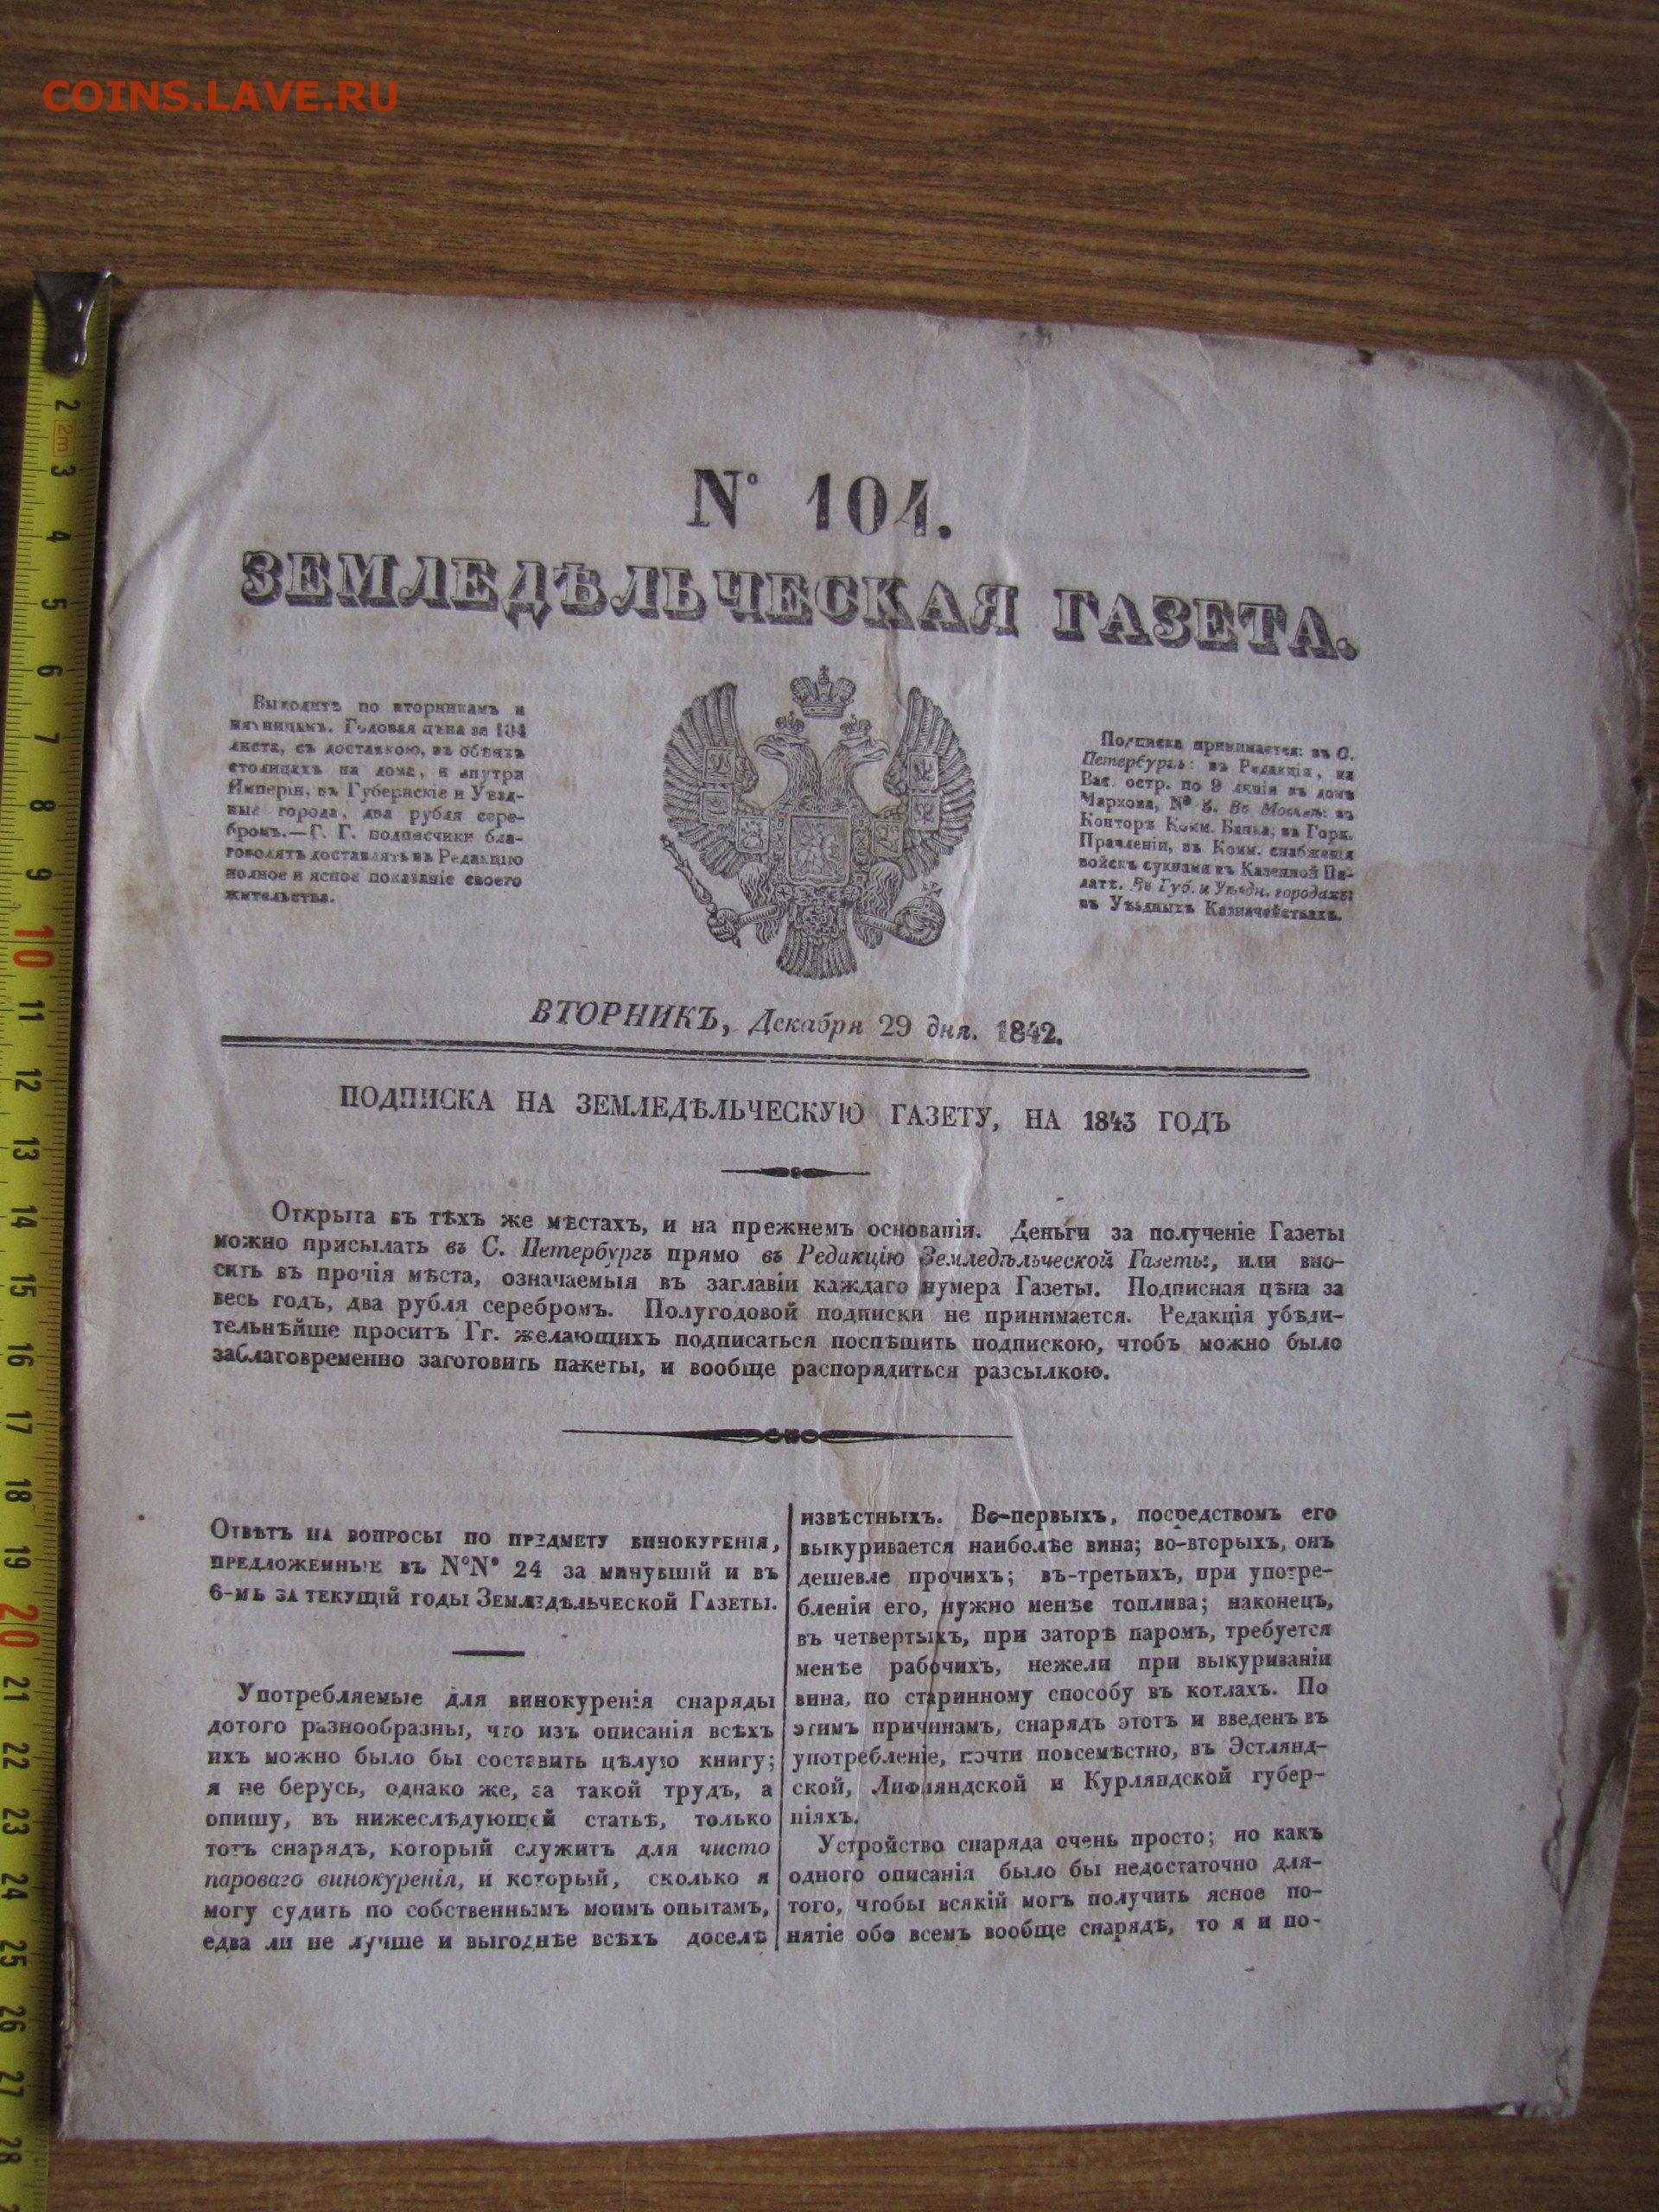 COINS.LAVE.RU
N° 104.
ЗЕМЛЕДѢЛЬЧЕСКАЯ ГАЗЕТА.
Выходитъ по вторникамъ и
пятницамъ. Годовая цѣна за 104
листа, съ доставкою, въ обѣихъ
столицахъ на дома, и внутри
Имперіи, въ Губернскіе и Уѣзд-
ные города, два рубля сере-
бромъ.—Г. Г. подписчики бла-
говолятъ доставлять въ Редакцію
полное и ясное показаніе своего
жительства.
Подписка принимается: въ С.
Петербургѣ: въ Редакціи, на
Вас. остр. по 9 линіи въ домѣ
Маркова, N° Въ Москвѣ: въ
Конторѣ Комм. Банка; въ Горн.
Правленіи, въ Комм. снабженія
войскъ сукнами въ Казенной Па-
латѣ. Въ Губ. и Уѣздн. городахъ:
въ Уѣздныхъ Казначействахъ.
ВТОРНИКЪ, Декабря 29 дня. 1842.
ПОДПИСКА НА ЗЕМЛЕДѢЛЬЧЕСКУЮ ГАЗЕТУ, НА 1843 ГОДЪ
Открыта въ тѣхъ же мѣстахъ, и на прежнемъ основаніи. Деньги за полученіе Газеты
можно присылать въ С. Петербургъ прямо въ Редакцію Земледѣльческой Газеты, или вно-
сить въ прочія мѣста, означаемыя въ заглавіи каждаго нумера Газеты. Подписная цѣна за
весь годъ, два рубля серебромъ. Полугодовой подписки не принимается. Редакція убѣди-
тельнѣйше проситъ Гг. желающихъ подписаться поспѣшить подпискою, чтобъ можно было
заблаговременно заготовить пакеты, и вообще распорядиться разсылкою.
Отвѣтъ на вопросы по предмету винокуренія,
предложенные въ N°N° 24 за минувшій и въ
6-мъ за текущій годы Земледѣльческой Газеты.
Употребляемые для винокуренія снаряды
дотого разнообразны, что изъ описанія всѣхъ
ихъ можно было бы составить цѣлую книгу;
я не берусь, однако же, за такой трудъ, а
опишу, въ нижеслѣдующей статьѣ, только
тотъ снарядъ, который служитъ для чисто
пароваго винокуренія, и который, сколько я
могу судить по собственнымъ моимъ опытамъ,
едва ли не лучше и выгоднѣе всѣхъ доселѣ
извѣстныхъ. Во-первыхъ, посредствомъ его
выкуривается наиболѣе вина; во-вторыхъ, онъ
дешевле прочихъ; въ-третьихъ, при употре-
бленіи его, нужно менѣе топлива; наконецъ,
въ четвертыхъ, при заторѣ паромъ, требуется
менѣе рабочихъ, нежели при выкуриваніи
вина, по старинному способу въ котлахъ. По
этимъ причинамъ, снарядъ этотъ и введенъ въ
употребленіе, почти повсемѣстно, въ Эстлянд-
ской, Лифляндской и Курляндской губер-
ніяхъ.
Устройство снаряда очень просто; но какъ
одного описанія было бы недостаточно для-
того, чтобы всякій могъ получить ясное по-
нятіе обо всемъ вообще снарядѣ, то я и по-